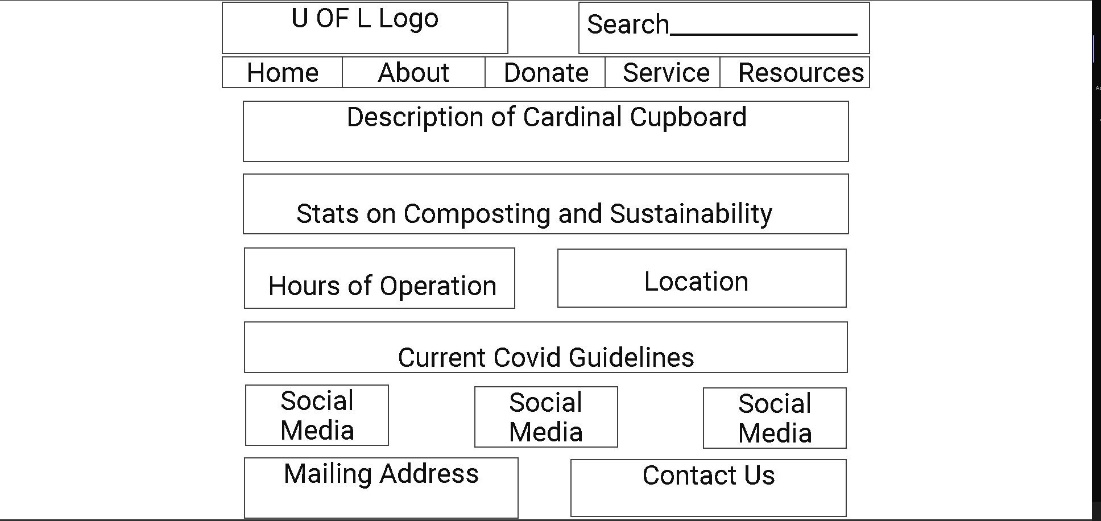 U OF L Logo
Search_______________
Home About Donate Service Resources
Description of Cardinal Cupboard
Stats on Composting and Sustainability
Hours of Operation
Location
Current Covid Guidelines
Social
Media
Social
Media
Social
Media
Mailing Address
Contact Us